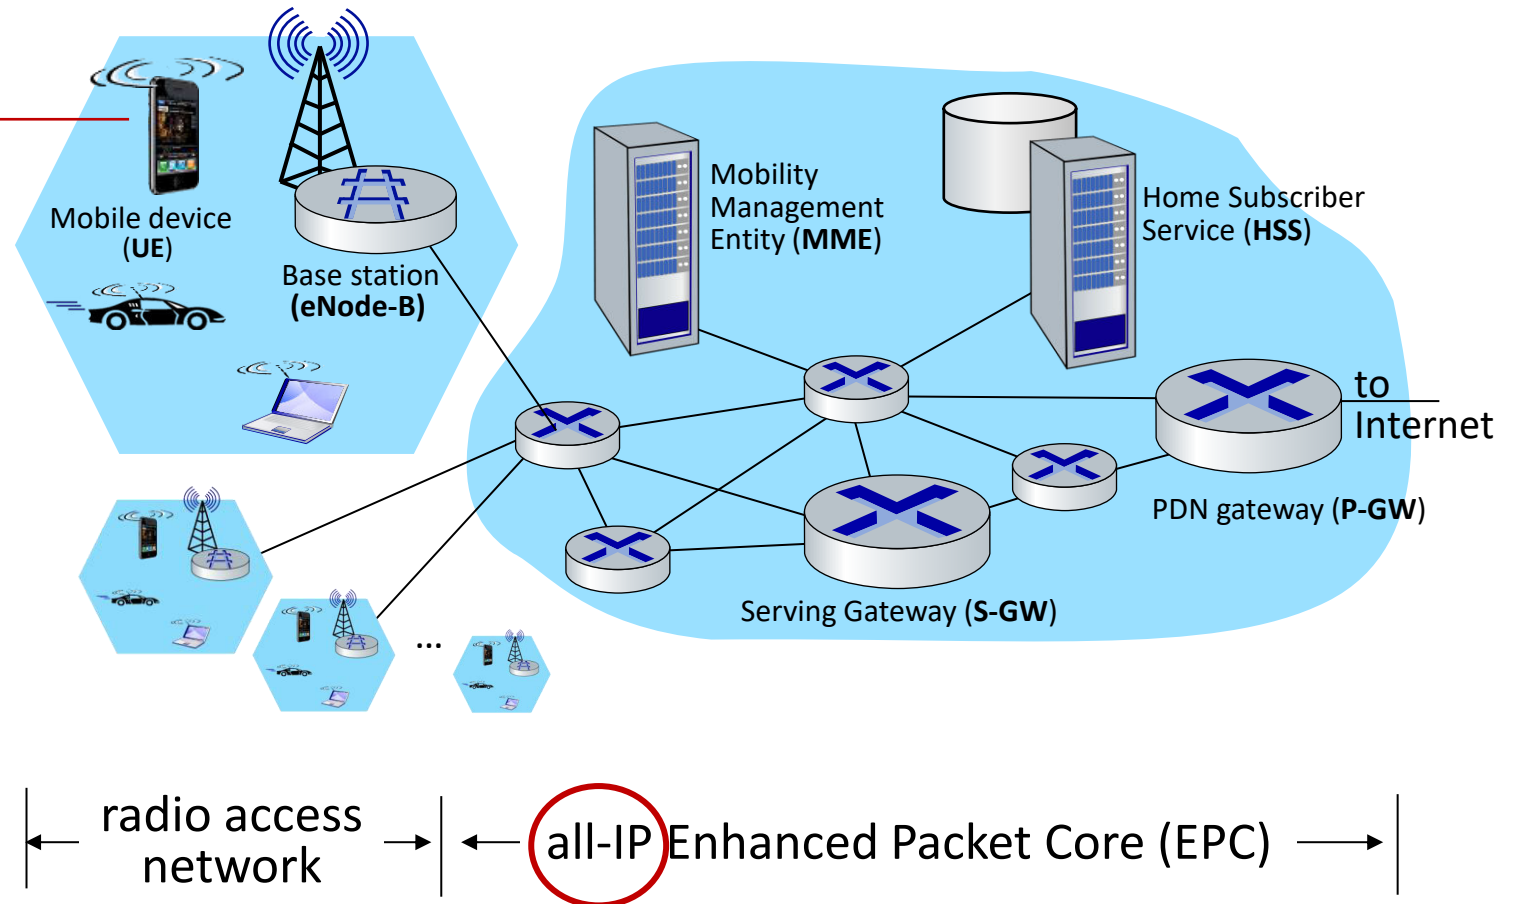 Mobile device
(UE)
Base station
(eNode-B)
Mobility
Management
Entity (MME)
Home Subscriber
Service (HSS)
to
Internet
PDN gateway (P-GW)
Serving Gateway (S-GW)
...
radio access
network
all-IP Enhanced Packet Core (EPC)